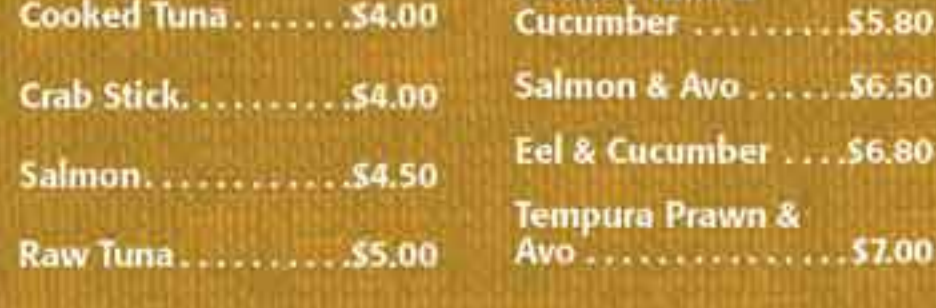 Cooked Tuna.......$4.00
Crab Stick..........$4.00
Salmon............$4.50
Raw Tuna..........$5.00
Cucumber .........$5.80
Salmon & Avo ......$6.50
Eel & Cucumber ....$6.80
Tempura Prawn &
Avo ...............$7.00